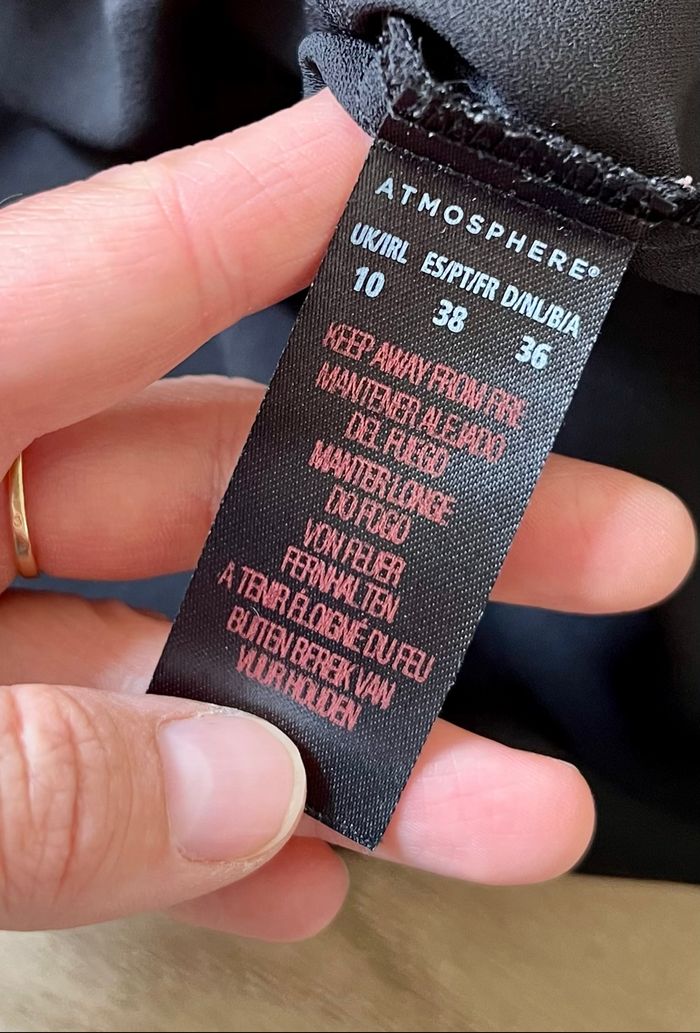 ATMOSPHERE®
UK/IRL ES/PT/FR D/NL/B/A
10 38 36
KEEP AWAY FROM FIRE
MANTENER ALEJADO
DEL FUEGO
MANTER LONGE
DO FOGO
VON FEUER
FERNHALTEN
A TENIR ÉLOIGNÉ DU FEU
BUITEN BEREIK VAN
VUUR HOUDEN